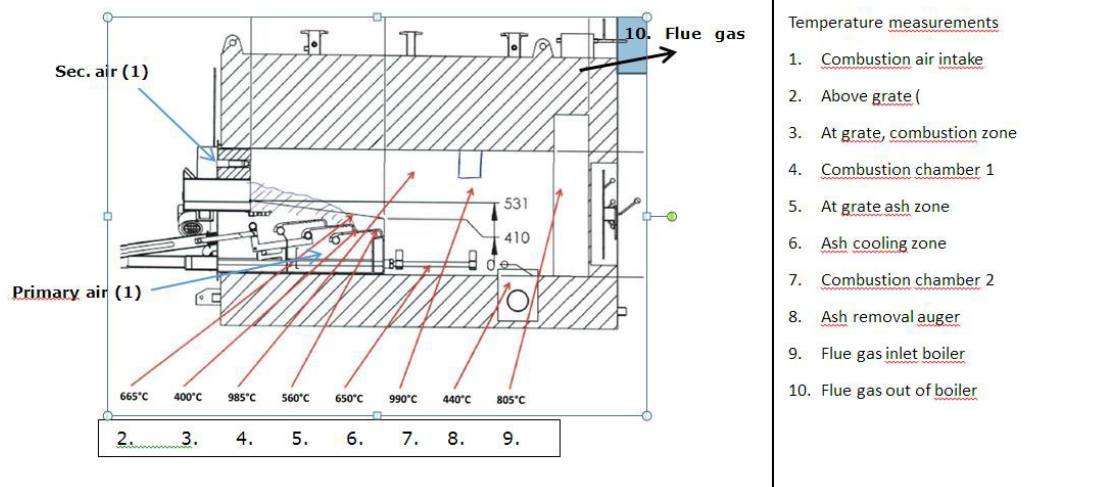 10. Flue gas
Sec. air (1)
531
410
Primary air (1)
665°C 400°C 985°C 560°C 650°C 990°C 440°C 805°C
2. 3. 4. 5. 6. 7. 8. 9.
Temperature measurements
1. Combustion air intake
2. Above grate (
3. At grate, combustion zone
4. Combustion chamber 1
5. At grate ash zone
6. Ash cooling zone
7. Combustion chamber 2
8. Ash removal auger
9. Flue gas inlet boiler
10. Flue gas out of boiler